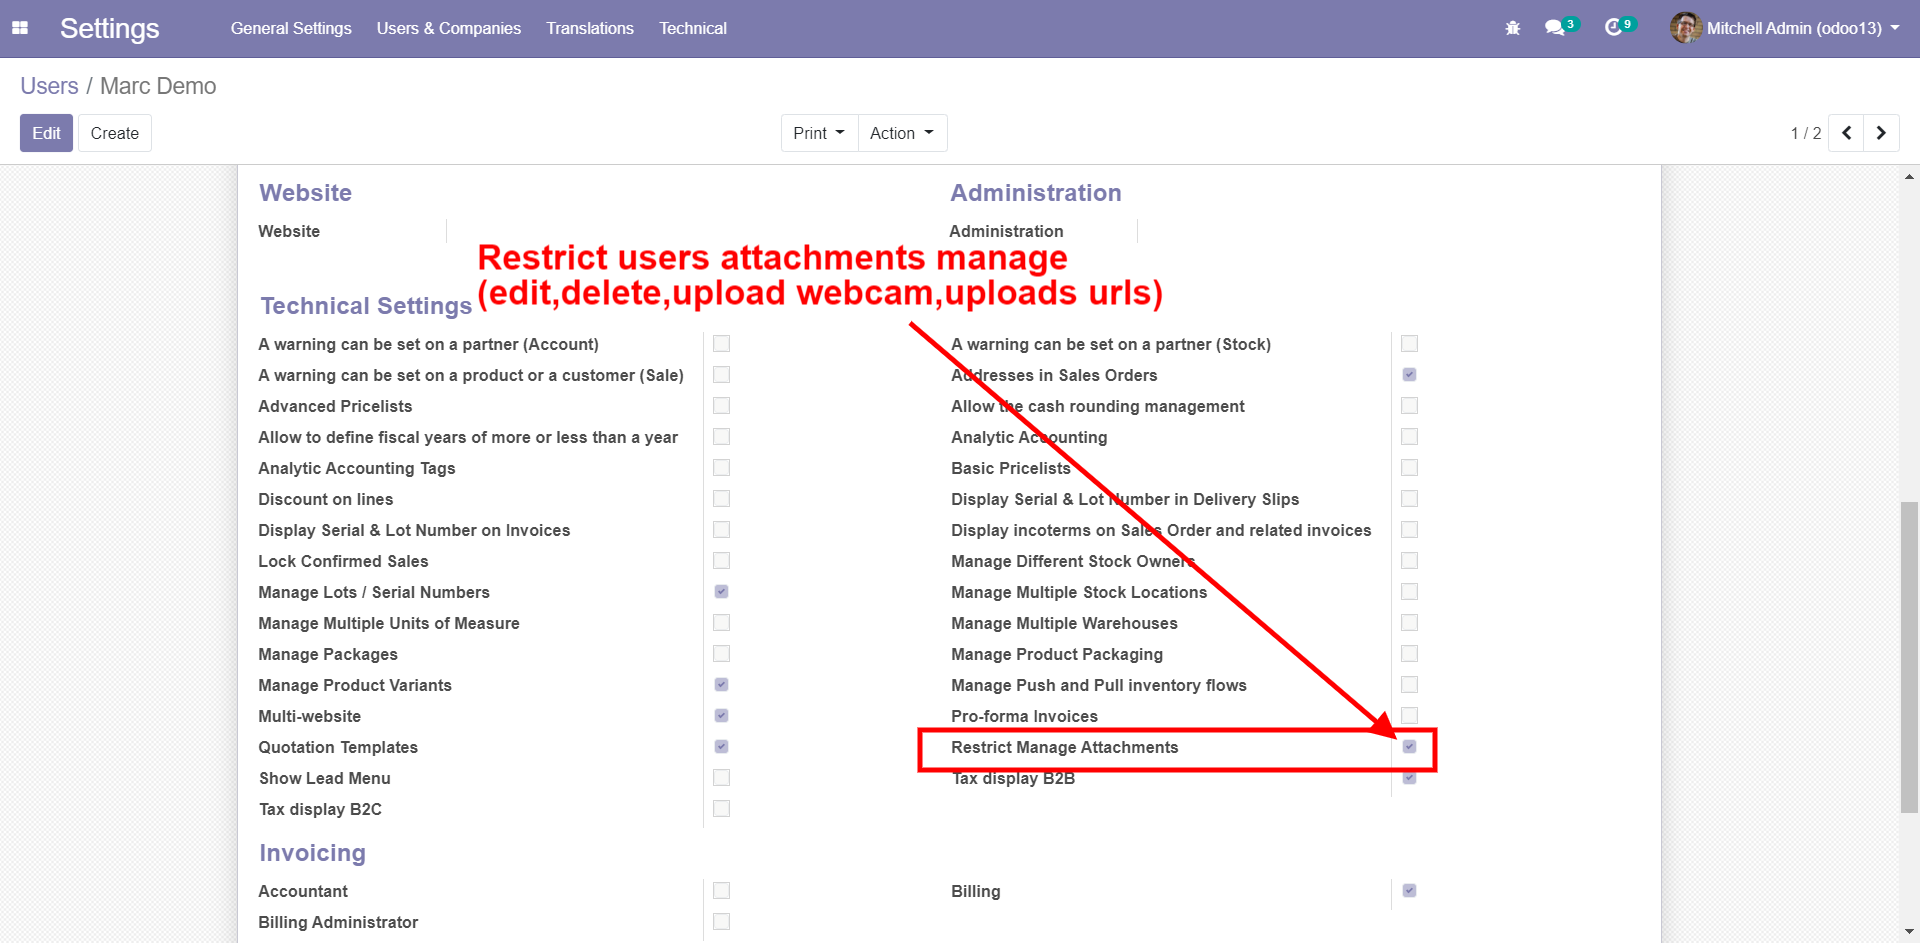 Settings General Settings Users & Companies Translations Technical 3 9 Mitchell Admin (odoo13)
Users / Marc Demo
Edit Create Print Action 1 / 2
Website Administration
Website Administration
Restrict users attachments manage
(edit,delete,upload webcam,uploads urls)
Technical Settings
A warning can be set on a partner (Account) A warning can be set on a partner (Stock)
A warning can be set on a product or a customer (Sale) Addresses in Sales Orders
Advanced Pricelists Allow the cash rounding management
Allow to define fiscal years of more or less than a year Analytic Accounting
Analytic Accounting Tags Basic Pricelists
Discount on lines Display Serial & Lot Number in Delivery Slips
Display Serial & Lot Number on Invoices Display incoterms on Sales Order and related invoices
Lock Confirmed Sales Manage Different Stock Owners
Manage Lots / Serial Numbers Manage Multiple Stock Locations
Manage Multiple Units of Measure Manage Multiple Warehouses
Manage Packages Manage Product Packaging
Manage Product Variants Manage Push and Pull inventory flows
Multi-website Pro-forma Invoices
Quotation Templates Restrict Manage Attachments
Show Lead Menu Tax display B2B
Tax display B2C
Invoicing
Accountant Billing
Billing Administrator